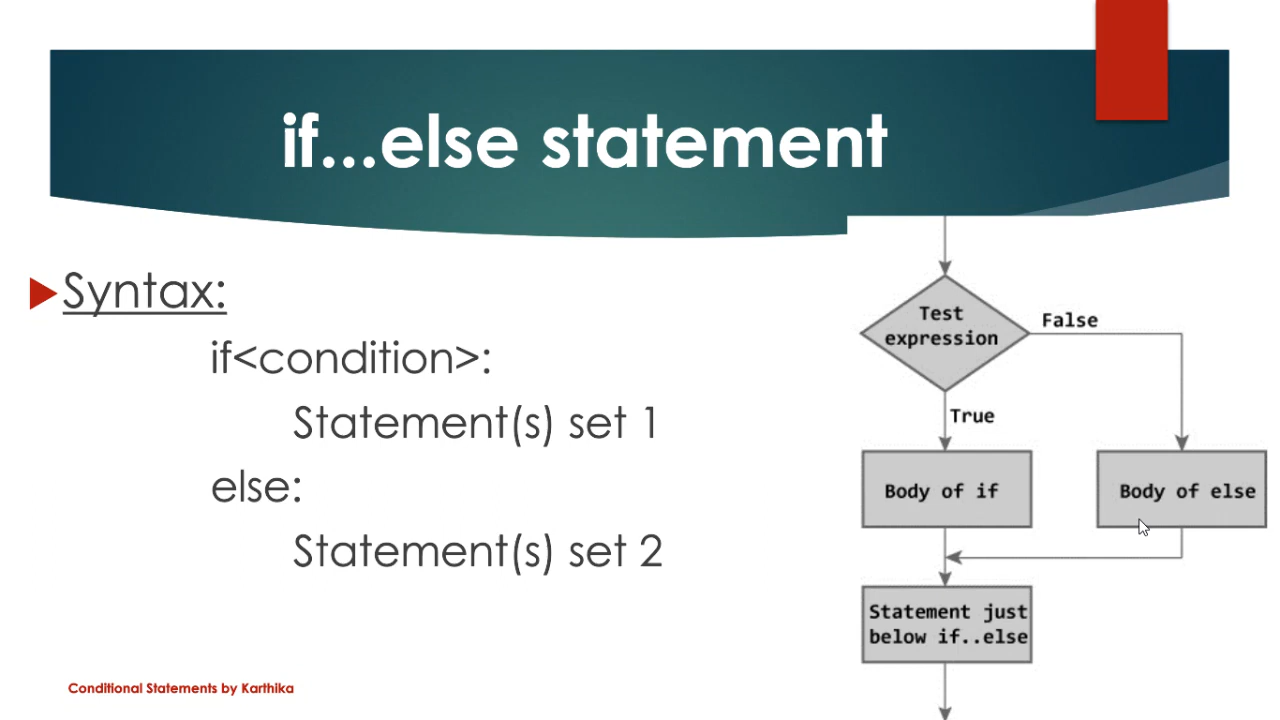 if...else statement
Syntax:
if<condition>:
Statement(s) set 1
else:
Statement(s) set 2
Test
expression
False
True
Body of if
Body of else
Statement just
below if..else
Conditional Statements by Karthika